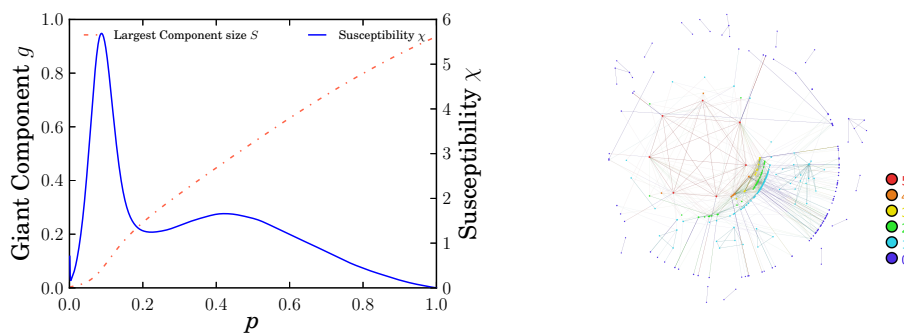 Largest Component size S
Susceptibility χ
Giant Component g
Susceptibility χ
1.0
0.8
0.6
0.4
0.2
0.0
6
5
4
3
2
1
0
0.0 0.2 0.4 0.6 0.8 1.0
p